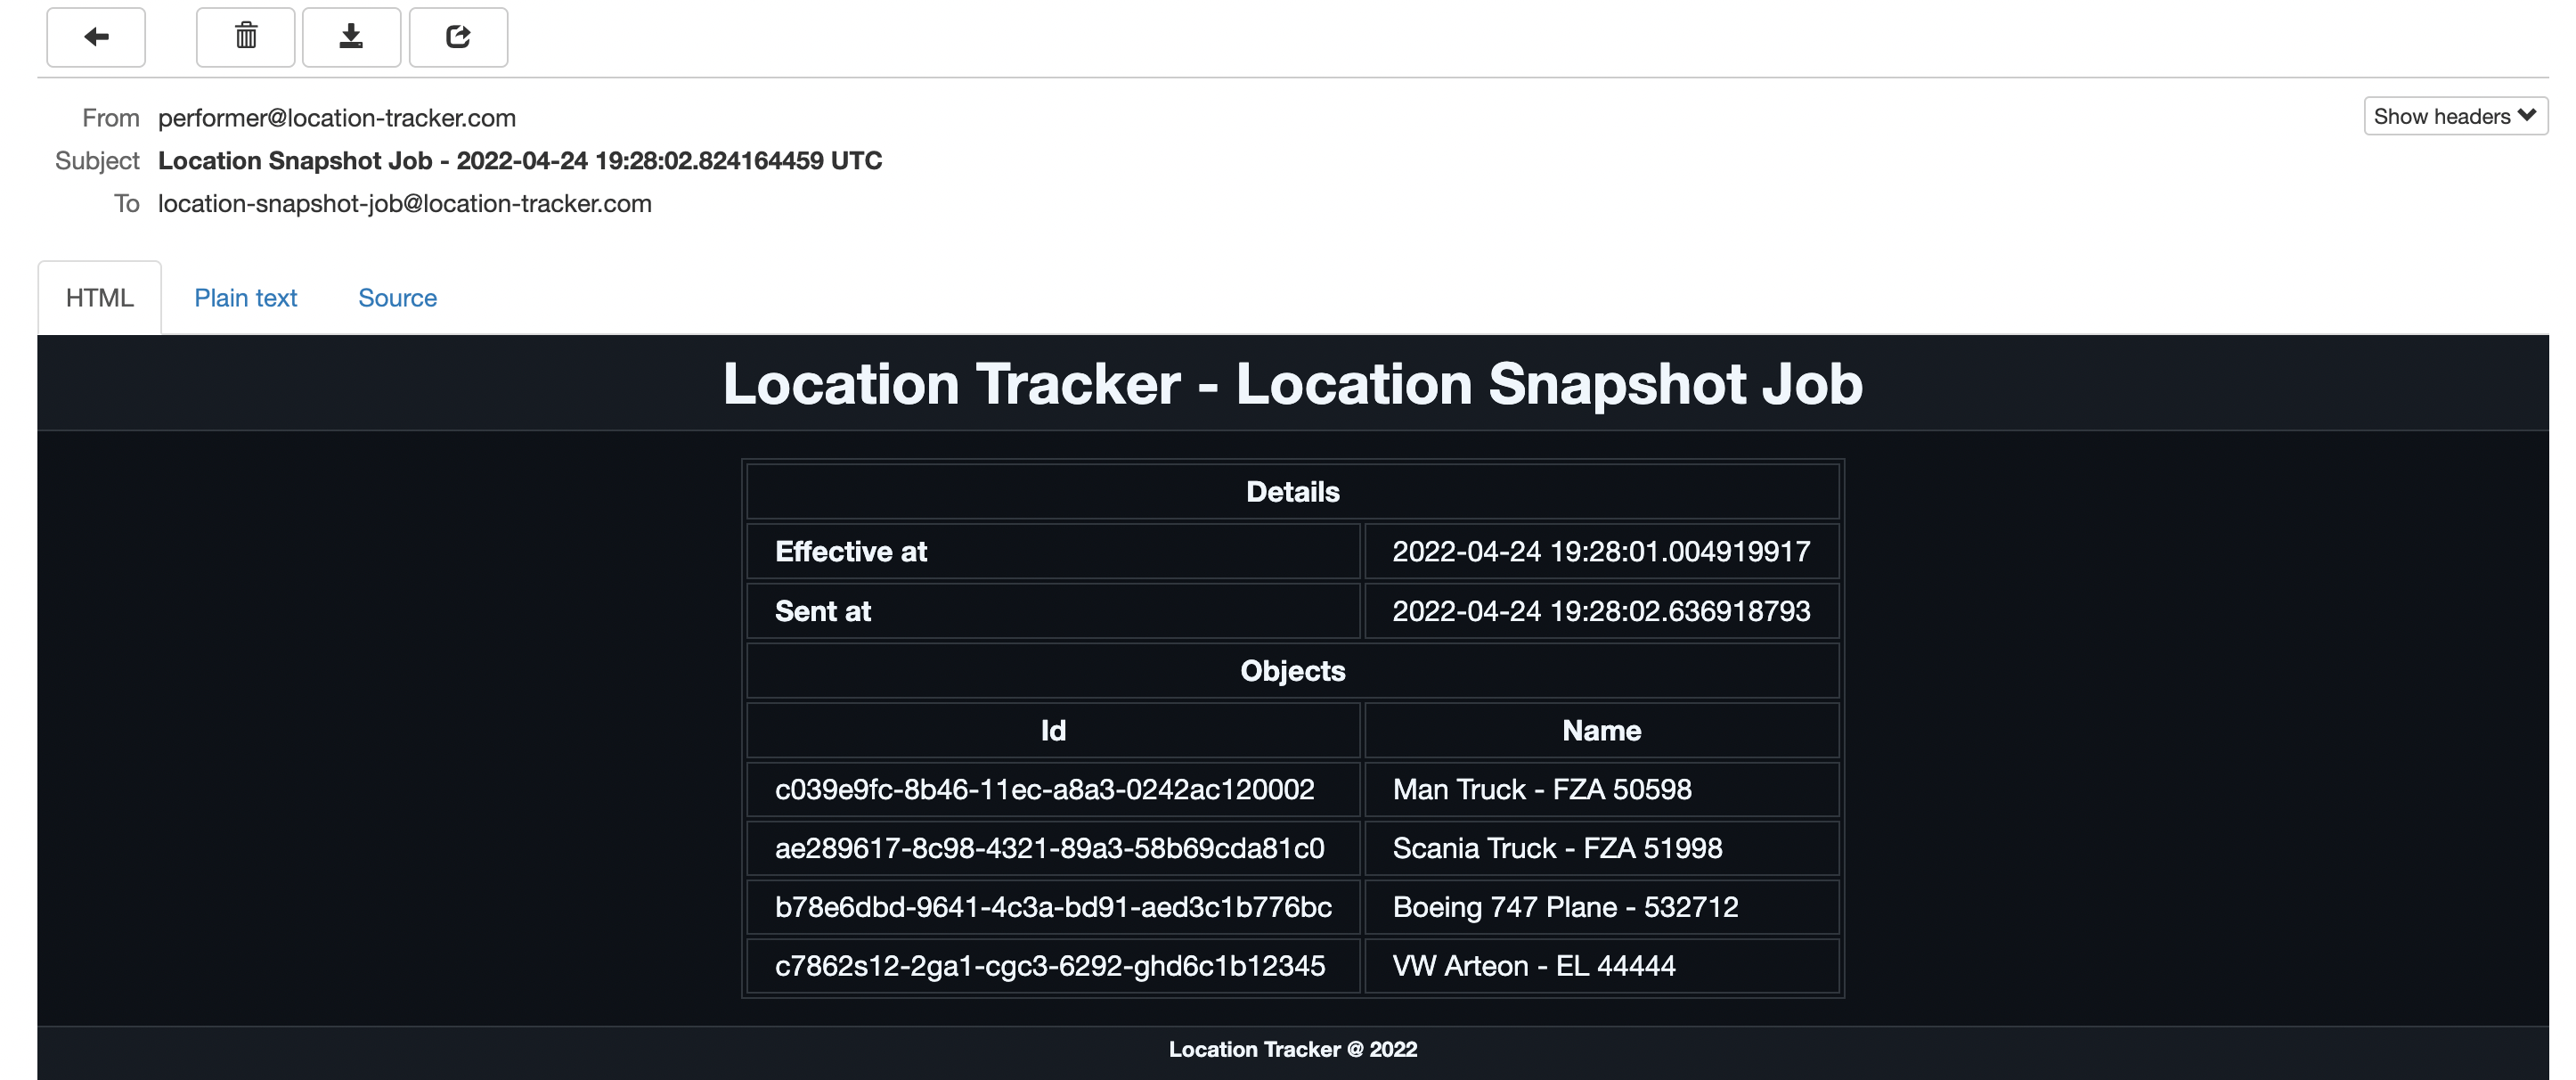 From performer@location-tracker.com
Show headers
Subject Location Snapshot Job - 2022-04-24 19:28:02.824164459 UTC
To location-snapshot-job@location-tracker.com
HTML Plain text Source
Location Tracker - Location Snapshot Job
Details
Effective at 2022-04-24 19:28:01.004919917
Sent at 2022-04-24 19:28:02.636918793
Objects
Id Name
c039e9fc-8b46-11ec-a8a3-0242ac120002 Man Truck - FZA 50598
ae289617-8c98-4321-89a3-58b69cda81c0 Scania Truck - FZA 51998
b78e6dbd-9641-4c3a-bd91-aed3c1b776bc Boeing 747 Plane - 532712
c7862s12-2ga1-cgc3-6292-ghd6c1b12345 VW Arteon - EL 44444
Location Tracker @ 2022